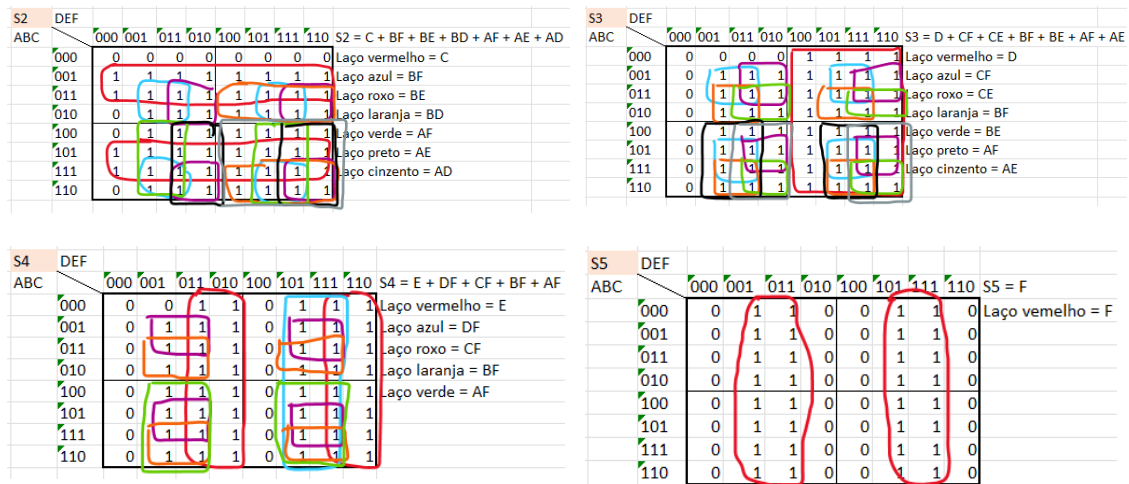 S2 DEF
ABC 000 001 011 010 100 101 111 110 S2 = C + BF + BE + BD + AF + AE + AD
000 0 0 0 0 0 0 0 0 Laço vermelho = C
001 1 1 1 1 1 1 1 1 Laço azul = BF
011 1 1 1 1 1 1 1 1 Laço roxo = BE
010 0 1 1 1 1 1 1 1 Laço laranja = BD
100 0 1 1 1 1 1 1 1 Laço verde = AF
101 1 1 1 1 1 1 1 1 Laço preto = AE
111 1 1 1 1 1 1 1 1 Laço cinzento = AD
110 0 1 1 1 1 1 1 1
S3 DEF
ABC 000 001 011 010 100 101 111 110 S3 = D + CF + CE + BF + BE + AF + AE
000 0 0 0 0 1 1 1 1 Laço vermelho = D
001 0 1 1 1 1 1 1 1 Laço azul = CF
011 0 1 1 1 1 1 1 1 Laço roxo = CE
010 0 1 1 1 1 1 1 1 Laço laranja = BF
100 0 1 1 1 1 1 1 1 Laço verde = BE
101 0 1 1 1 1 1 1 1 Laço preto = AF
111 0 1 1 1 1 1 1 1 Laço cinzento = AE
110 0 1 1 1 1 1 1 1
S4 DEF
ABC 000 001 011 010 100 101 111 110 S4 = E + DF + CF + BF + AF
000 0 0 1 1 0 1 1 1 Laço vermelho = E
001 0 1 1 1 0 1 1 1 Laço azul = DF
011 0 1 1 1 0 1 1 1 Laço roxo = CF
010 0 1 1 1 0 1 1 1 Laço laranja = BF
100 0 1 1 1 0 1 1 1 Laço verde = AF
101 0 1 1 1 0 1 1 1
111 0 1 1 1 0 1 1 1
110 0 1 1 1 0 1 1 1
S5 DEF
ABC 000 001 011 010 100 101 111 110 S5 = F
000 0 1 1 0 0 1 1 0 Laço vemelho = F
001 0 1 1 0 0 1 1 0
011 0 1 1 0 0 1 1 0
010 0 1 1 0 0 1 1 0
100 0 1 1 0 0 1 1 0
101 0 1 1 0 0 1 1 0
111 0 1 1 0 0 1 1 0
110 0 1 1 0 0 1 1 0